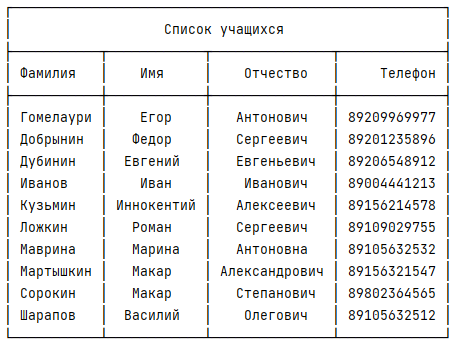 Список учащихся
Фамилия Имя Отчество Телефон
Гомелаури Егор Антонович 89209969977
Добрынин Федор Сергеевич 89201235896
Дубинин Евгений Евгеньевич 89206548912
Иванов Иван Иванович 89004441213
Кузьмин Иннокентий Алексеевич 89156214578
Ложкин Роман Сергеевич 89109029755
Маврина Марина Антоновна 89105632532
Мартышкин Макар Александрович 89156321547
Сорокин Макар Степанович 89802364565
Шарапов Василий Олегович 89105632512